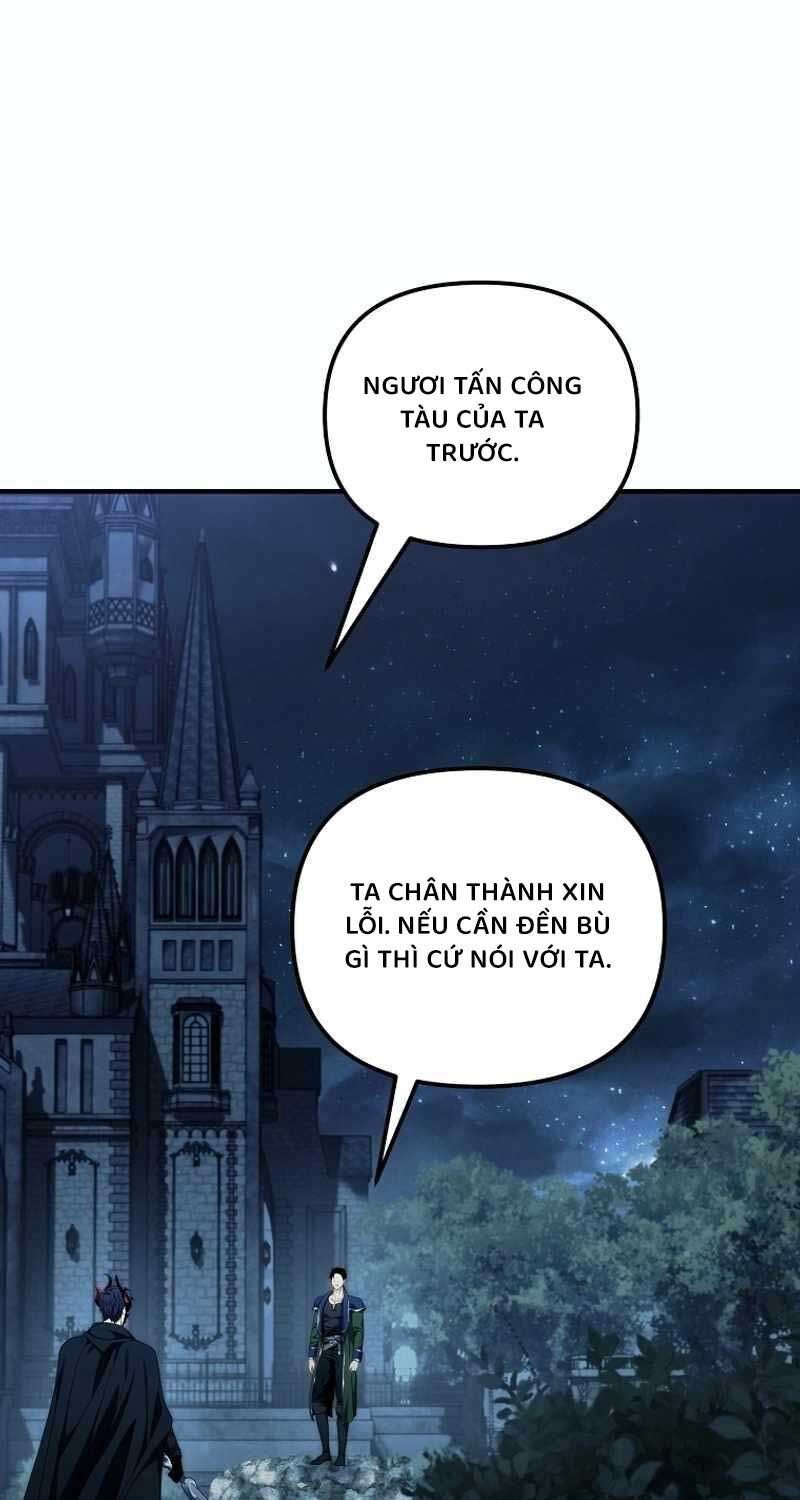 NGƯƠI TẤN CÔNG
TÀU CỦA TA
TRƯỚC.
TA CHÂN THÀNH XIN
LỖI. NẾU CẦN ĐỀN BÙ
GÌ THÌ CỨ NÓI VỚI TA.